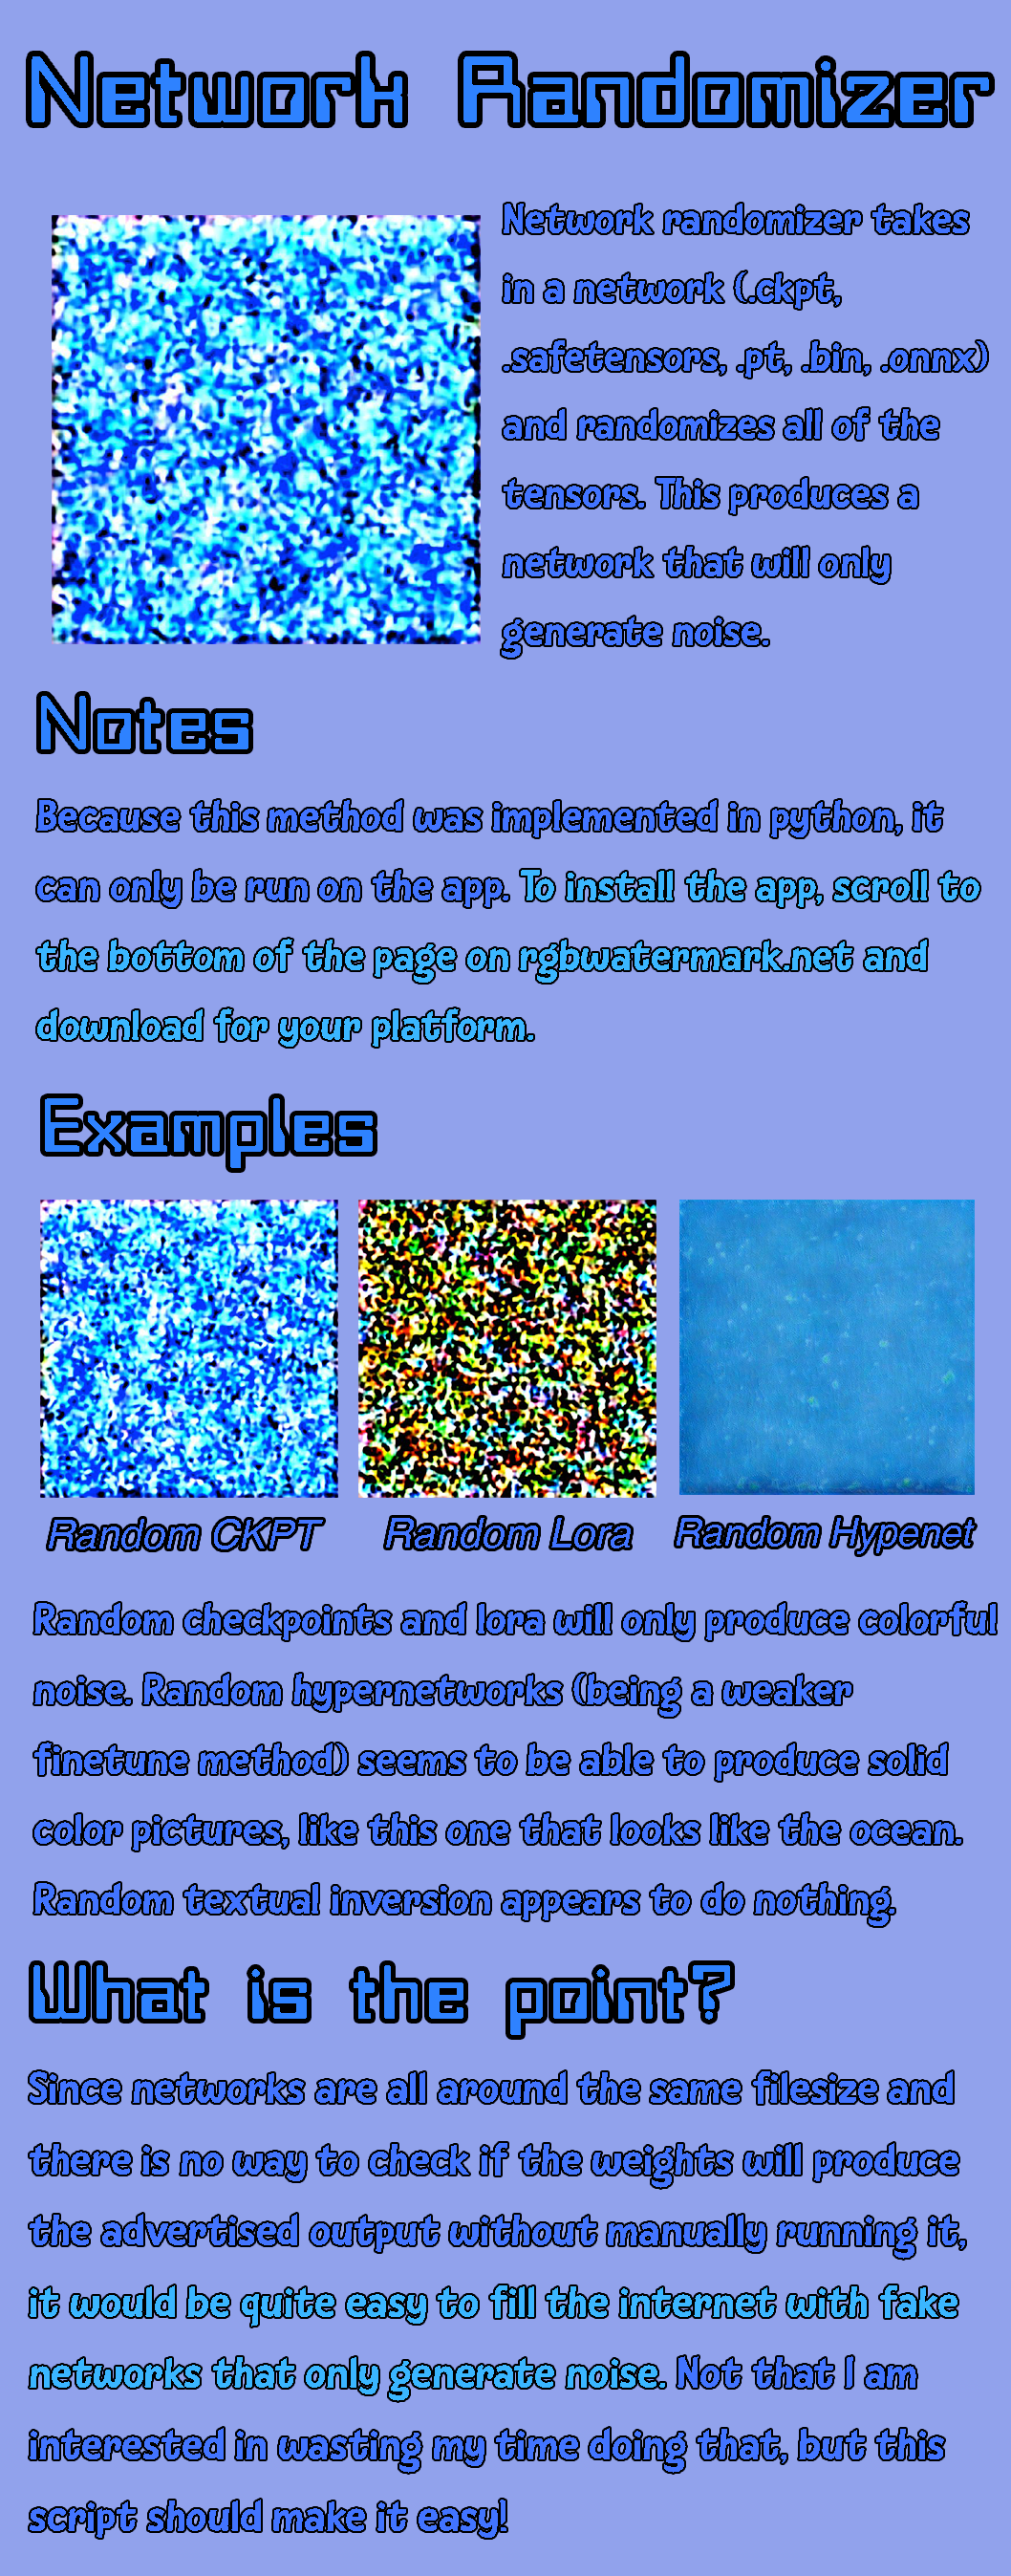 Network Randomizer
Network randomizer takes
in a network (.ckpt,
.safetensors, .pt, .bin, .onnx)
and randomizes all of the
tensors. This produces a
network that will only
generate noise.
Notes
Because this method was implemented in python, it
can only be run on the app. To install the app, scroll to
the bottom of the page on rgbwatermark.net and
download for your platform.
Examples
Random CKPT Random Lora Random Hypenet
Random checkpoints and lora will only produce colorful
noise. Random hypernetworks (being a weaker
finetune method) seems to be able to produce solid
color pictures, like this one that looks like the ocean.
Random textual inversion appears to do nothing.
What is the point?
Since networks are all around the same filesize and
there is no way to check if the weights will produce
the advertised output without manually running it,
it would be quite easy to fill the internet with fake
networks that only generate noise. Not that I am
interested in wasting my time doing that, but this
script should make it easy!